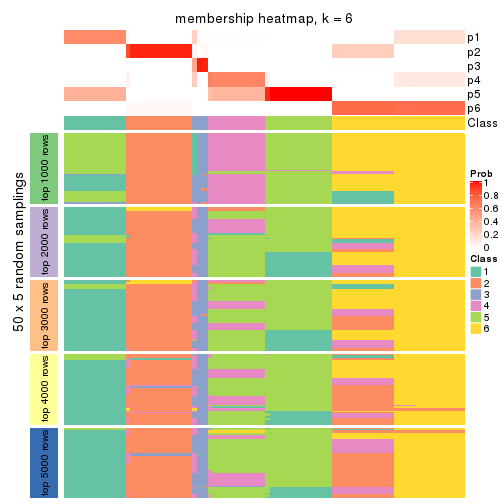 membership heatmap, k = 6
p1
p2
p3
p4
p5
p6
Class
50 x 5 random samplings
top 1000 rows
top 2000 rows
top 3000 rows
top 4000 rows
top 5000 rows
Prob
1
0.8
0.6
0.4
0.2
0
Class
1
2
3
4
5
6